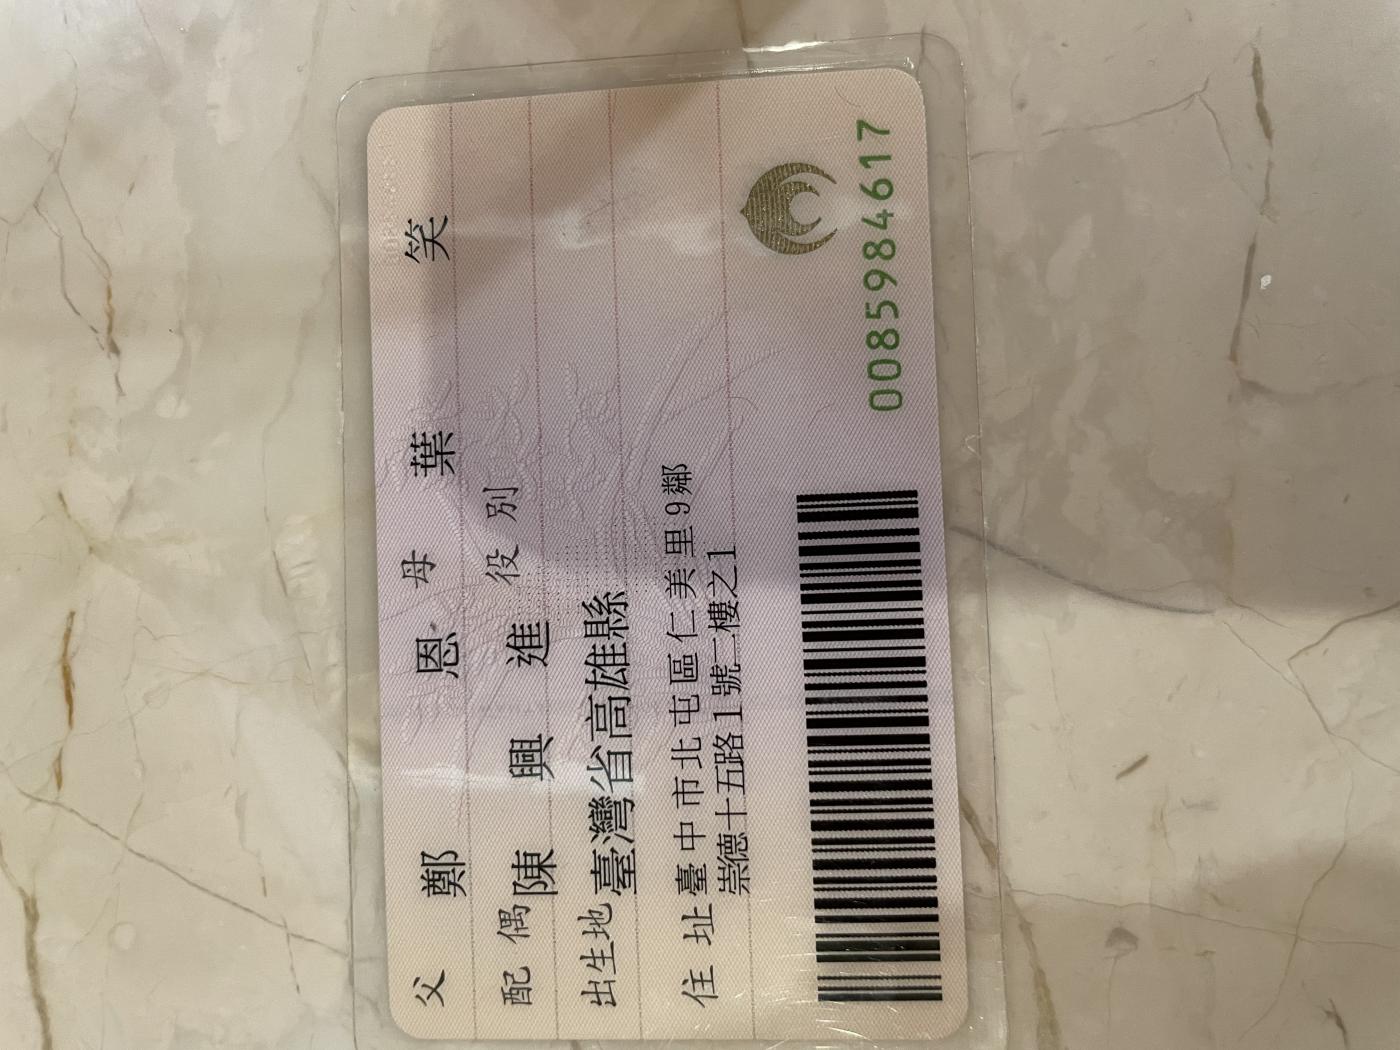 父 鄭 恩 母 葉 笑
配偶 陳 興 進 役別
出生地 臺灣省高雄縣
住址 臺中市北屯區仁美里9鄰
崇德十五路1號二樓之1
0085984617